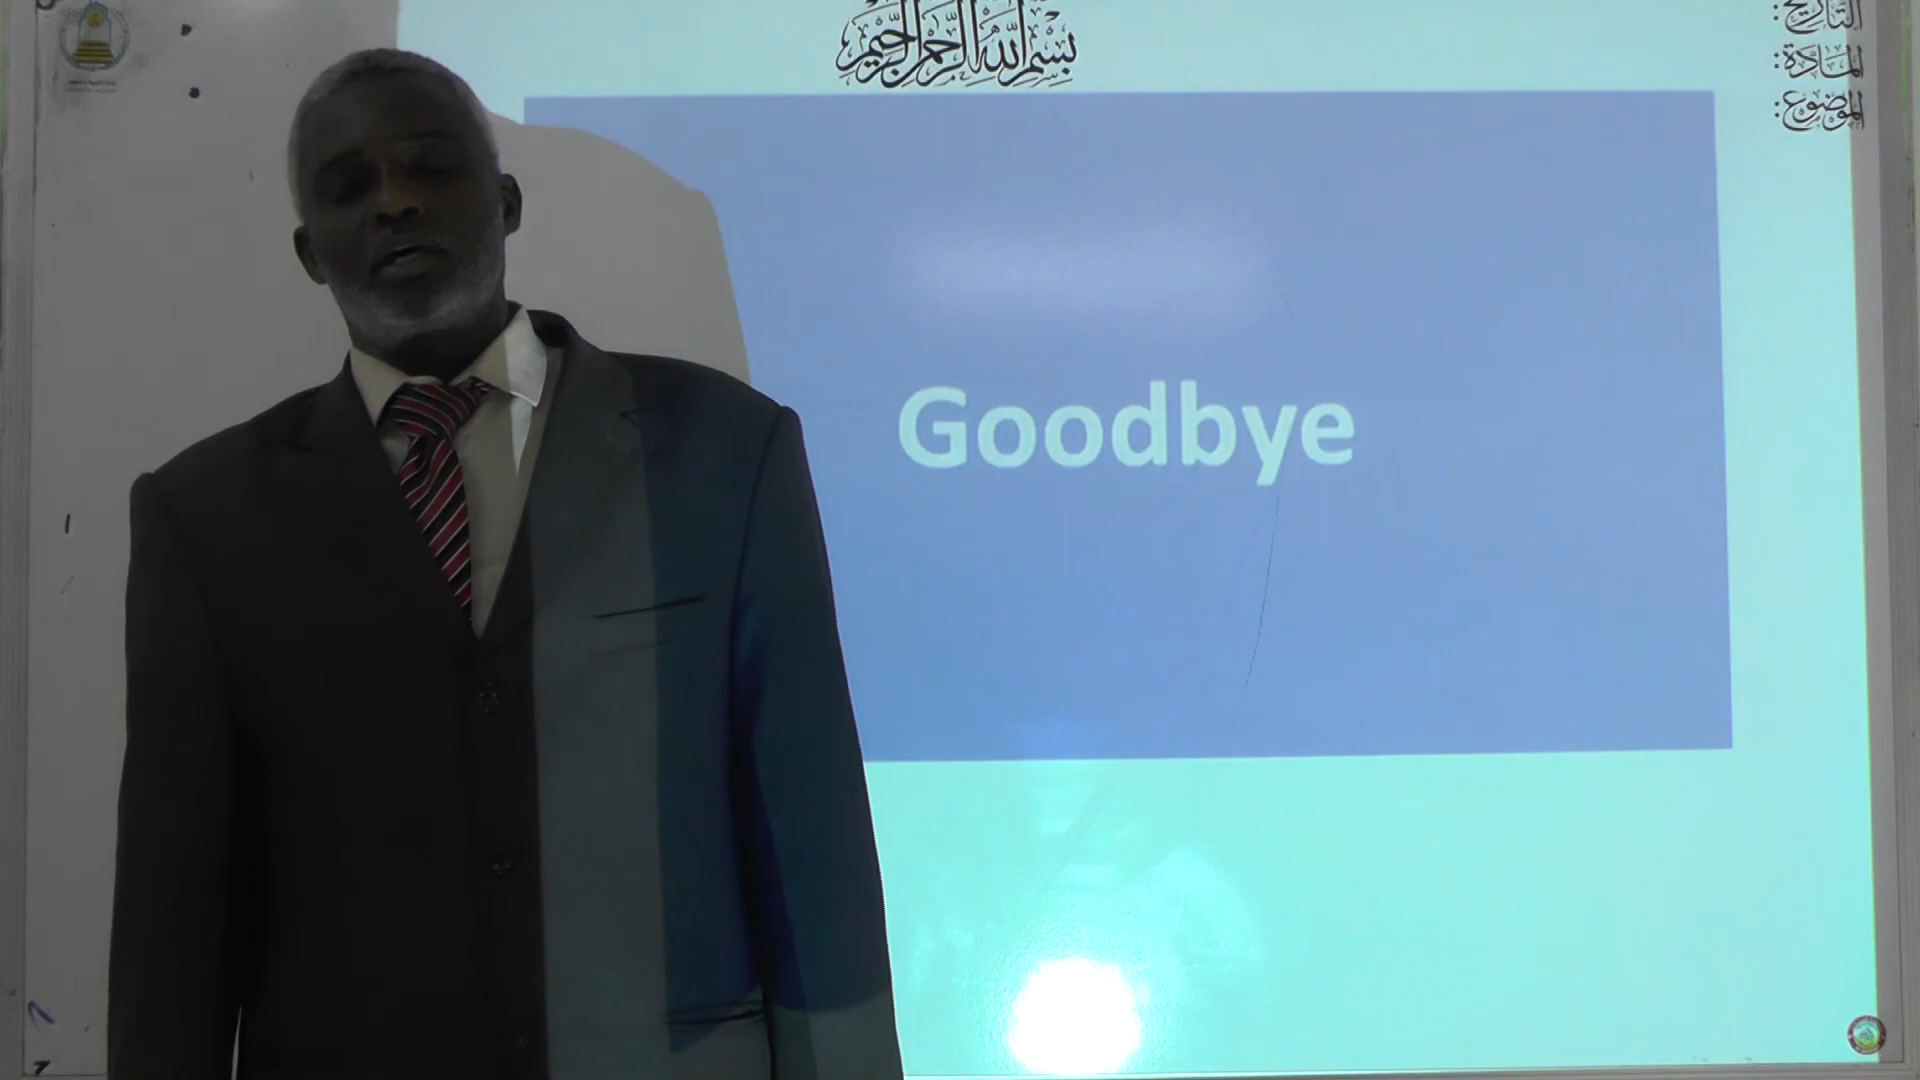 بسم الله الرحمن الرحيم
التاريخ:
المادة:
الموضوع:
Goodbye